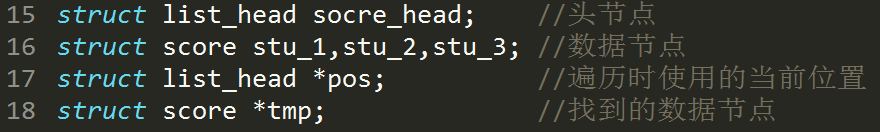 15 struct list_head socre_head; //头节点
16 struct score stu_1,stu_2,stu_3; //数据节点
17 struct list_head *pos; //遍历时使用的当前位置
18 struct score *tmp; //找到的数据节点